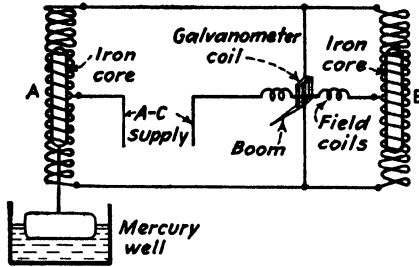 Galvanometer
coil
Iron
core
Iron
core
A
B
A-C
supply
Boom
Field
coils
Mercury
well